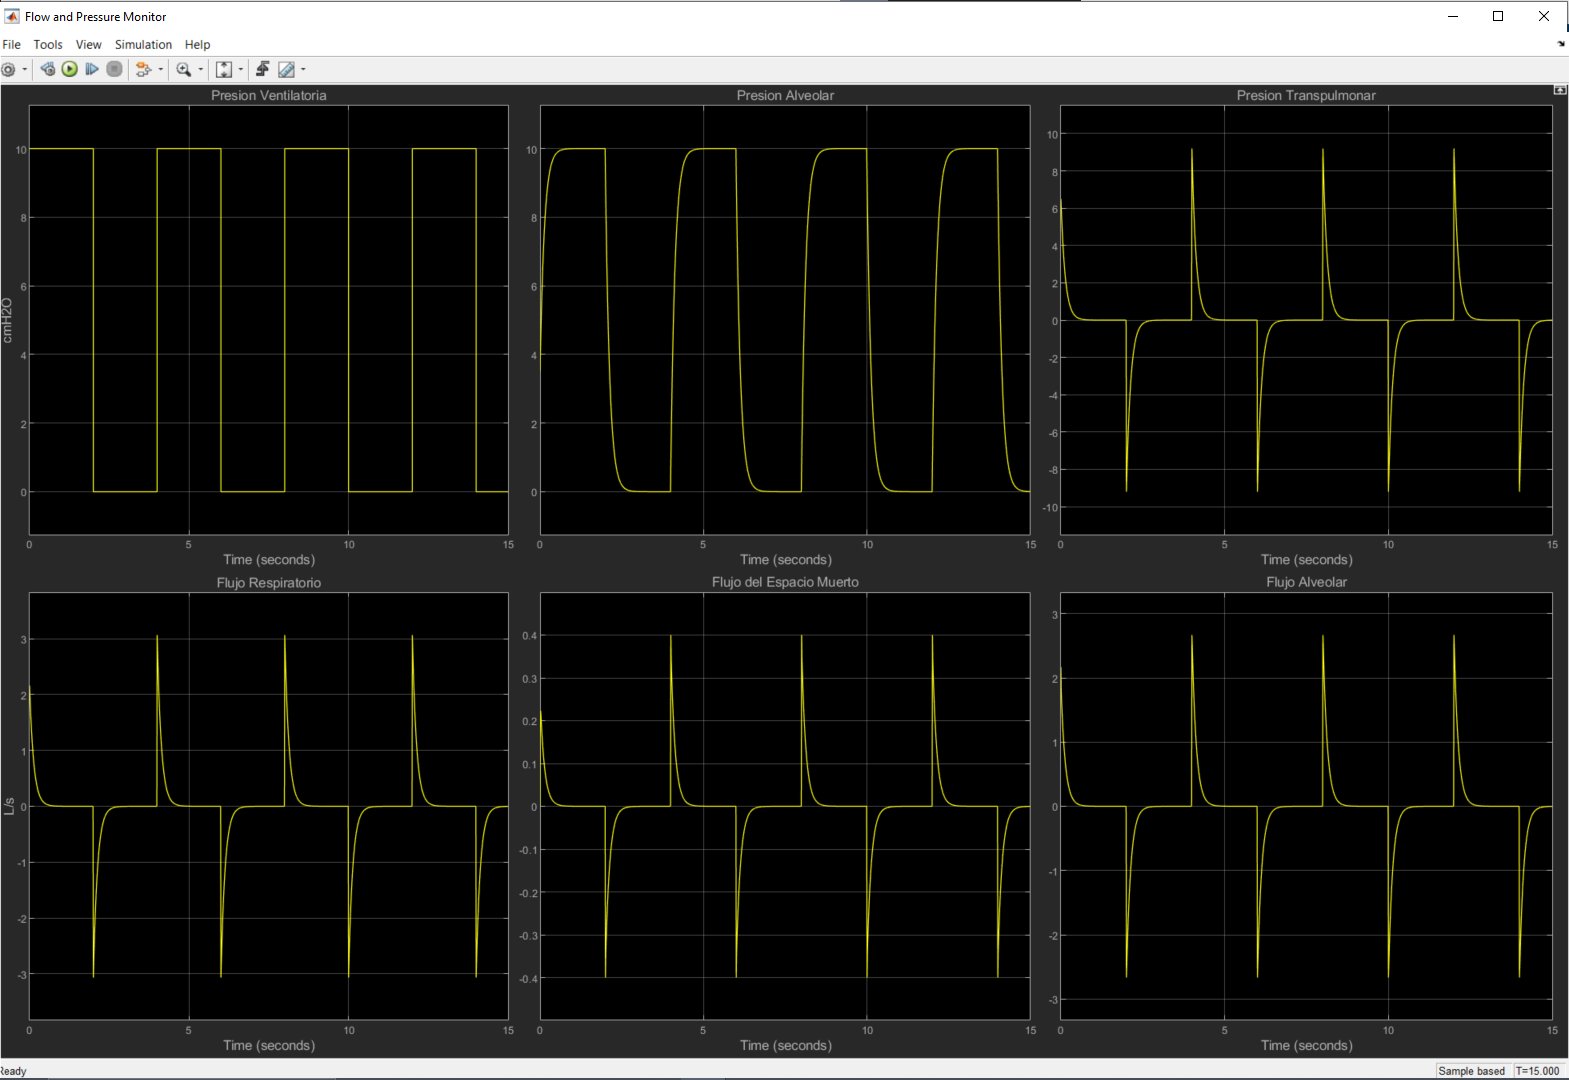 Flow and Pressure Monitor
File Tools View Simulation Help
Presion Ventilatoria
10
8
6
4
2
0
cmH2O
0 5 10 15
Time (seconds)
Presion Alveolar
10
8
6
4
2
0
0 5 10 15
Time (seconds)
Presion Transpulmonar
10
8
6
4
2
0
-2
-4
-6
-8
-10
0 5 10 15
Time (seconds)
Flujo Respiratorio
3
2
1
0
-1
-2
-3
L/s
0 5 10 15
Time (seconds)
Flujo del Espacio Muerto
0.4
0.3
0.2
0.1
0
-0.1
-0.2
-0.3
-0.4
0 5 10 15
Time (seconds)
Flujo Alveolar
3
2
1
0
-1
-2
-3
0 5 10 15
Time (seconds)
Ready
Sample based T=15.000